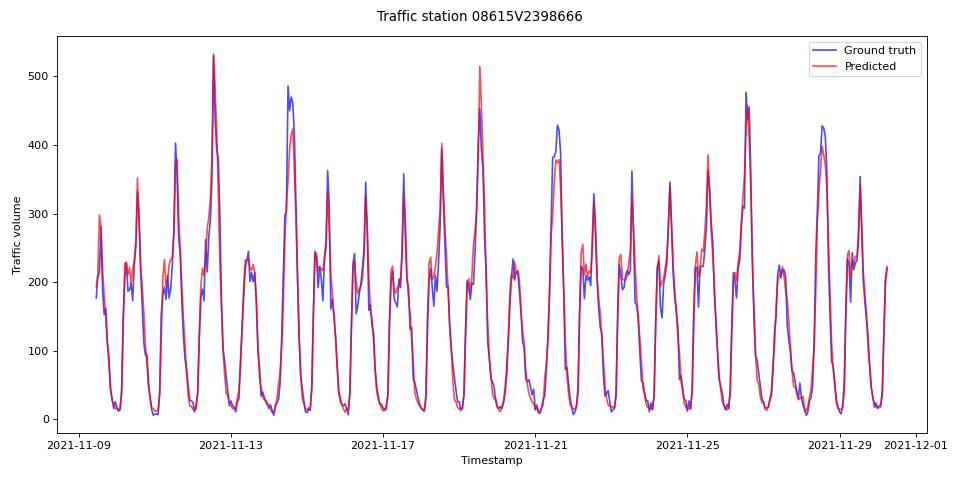 Traffic station 08615V2398666
Ground truth
Predicted
500
400
300
200
100
0
Traffic volume
2021-11-09
2021-11-13
2021-11-17
2021-11-21
2021-11-25
2021-11-29
2021-12-01
Timestamp